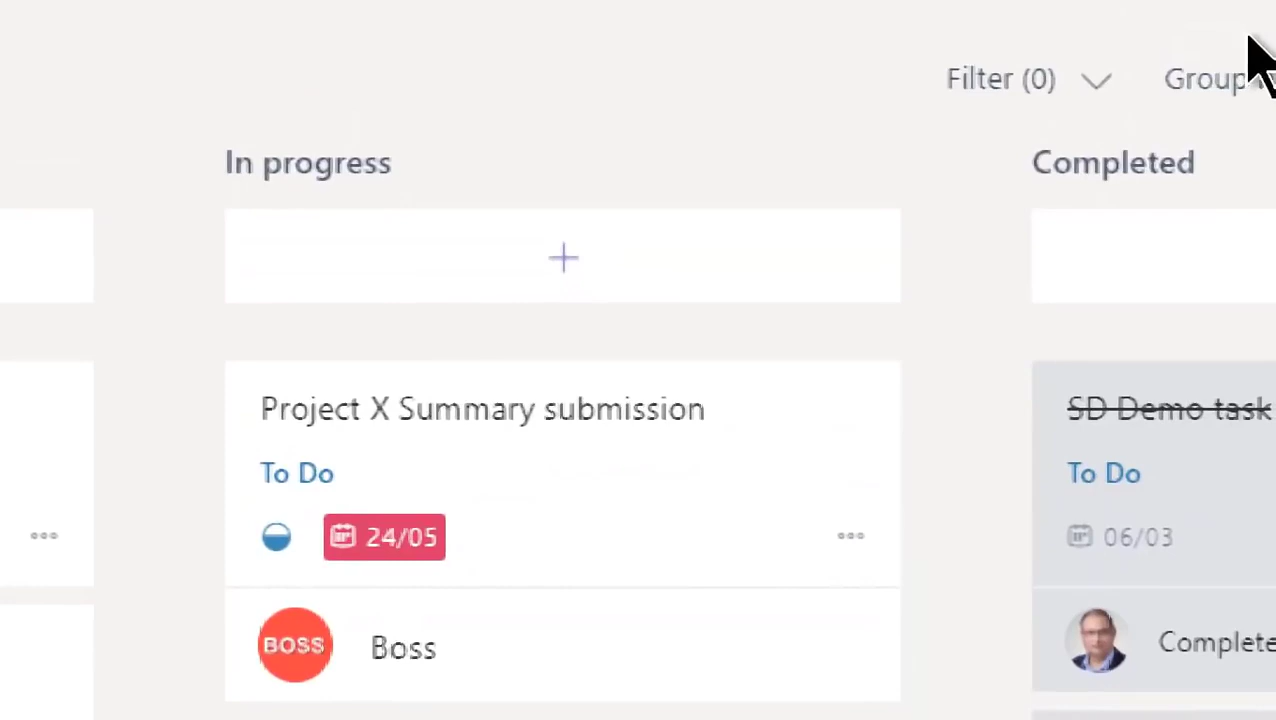 Filter (0)
Group
In progress
Completed
Project X Summary submission
SD Demo task
To Do
To Do
24/05
06/03
BOSS
Boss
Complete